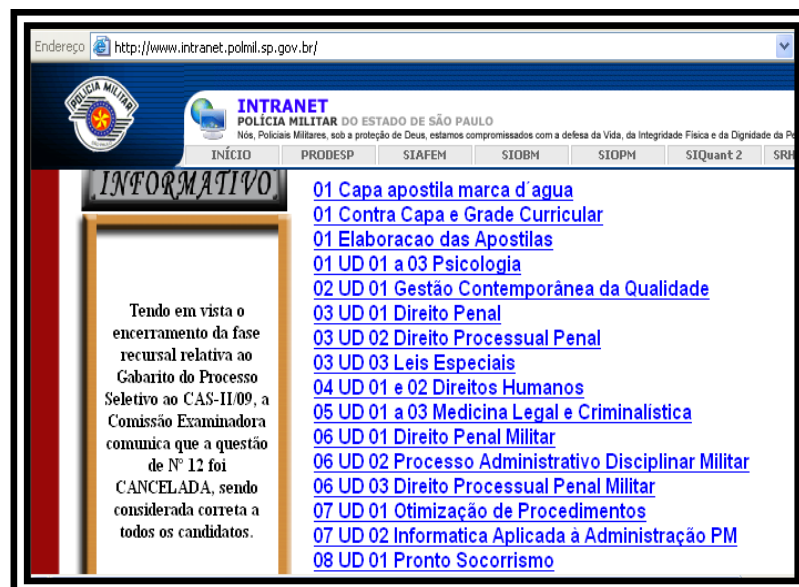 Endereço http://www.intranet.polmil.sp.gov.br/
POLICIA MILITAR
INTRANET
POLÍCIA MILITAR DO ESTADO DE SÃO PAULO
Nós, Policiais Militares, sob a proteção de Deus, estamos compromissados com a defesa da Vida, da Integridade Física e da Dignidade da Pe
INÍCIO PRODESP SIAFEM SIOBM SIOPM SIQuant 2 SRH
INFORMATIVO
Tendo em vista o
encerramento da fase
recursal relativa ao
Gabarito do Processo
Seletivo ao CAS-II/09, a
Comissão Examinadora
comunica que a questão
de Nº 12 foi
CANCELADA, sendo
considerada correta a
todos os candidatos.
01 Capa apostila marca d´agua
01 Contra Capa e Grade Curricular
01 Elaboracao das Apostilas
01 UD 01 a 03 Psicologia
02 UD 01 Gestão Contemporânea da Qualidade
03 UD 01 Direito Penal
03 UD 02 Direito Processual Penal
03 UD 03 Leis Especiais
04 UD 01 e 02 Direitos Humanos
05 UD 01 a 03 Medicina Legal e Criminalística
06 UD 01 Direito Penal Militar
06 UD 02 Processo Administrativo Disciplinar Militar
06 UD 03 Direito Processual Penal Militar
07 UD 01 Otimização de Procedimentos
07 UD 02 Informatica Aplicada à Administração PM
08 UD 01 Pronto Socorrismo